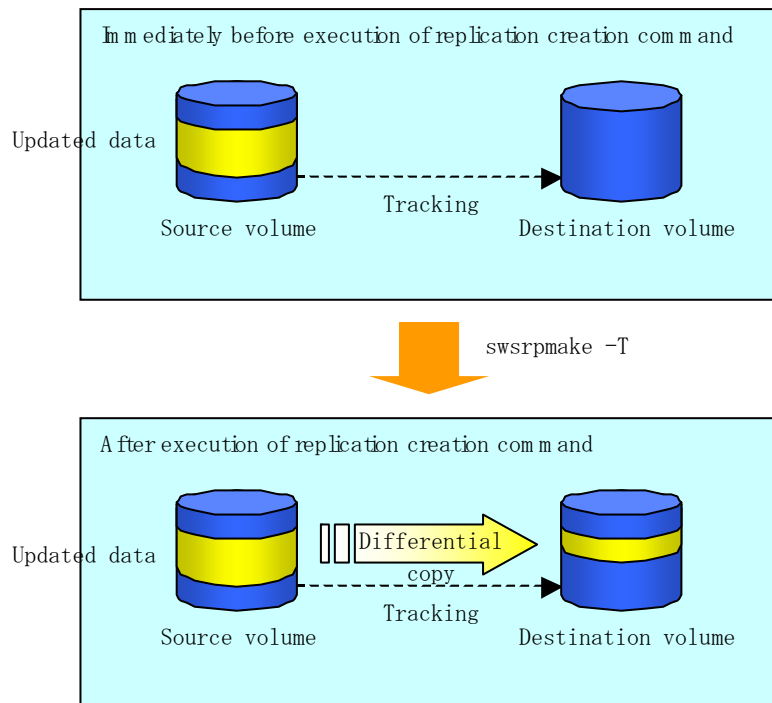 Immediately before execution of replication creation command
Updated data
Tracking
Source volume
Destination volume
swsrpmake -T
After execution of replication creation command
Differential
copy
Updated data
Tracking
Source volume
Destination volume